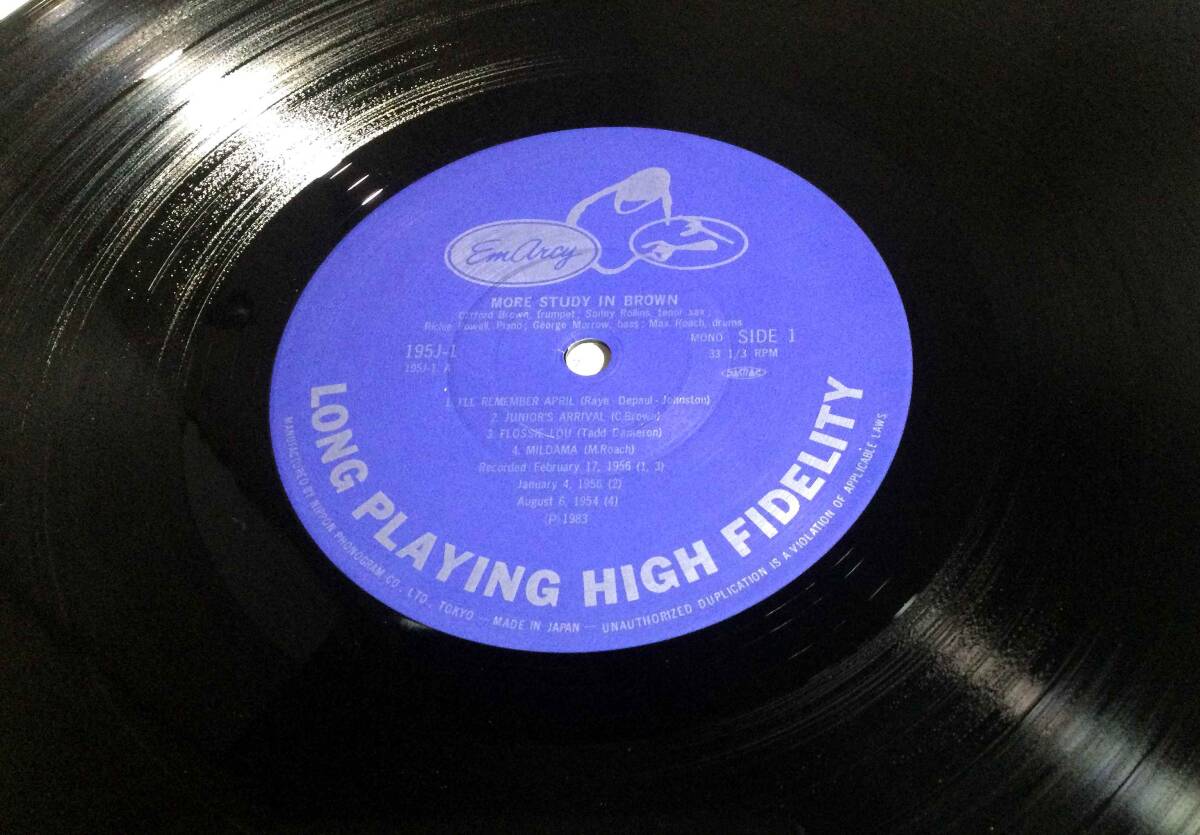 EmArcy
MORE STUDY IN BROWN
Clifford Brown, trumpet; Sonny Rollins, tenor sax;
Richie Powell, Piano; George Morrow, bass; Max Roach, drums
195J-1
195J-1 A
MONO SIDE 1
33 1/3 RPM
1. I'LL REMEMBER APRIL (Raye-Depaul-Johnston)
2. JUNIOR'S ARRIVAL (C.Brown)
3. FLOSSIE LOU (Tadd Dameron)
4. MILDAMA (M.Roach)
Recorded: February 17, 1956 (1, 3)
January 4, 1956 (2)
August 6, 1954 (4)
Ⓟ 1983
LONG PLAYING HIGH FIDELITY
MANUFACTURED BY NIPPON PHONOGRAM CO., LTD., TOKYO — MADE IN JAPAN — UNAUTHORIZED DUPLICATION IS A VIOLATION OF APPLICABLE LAWS